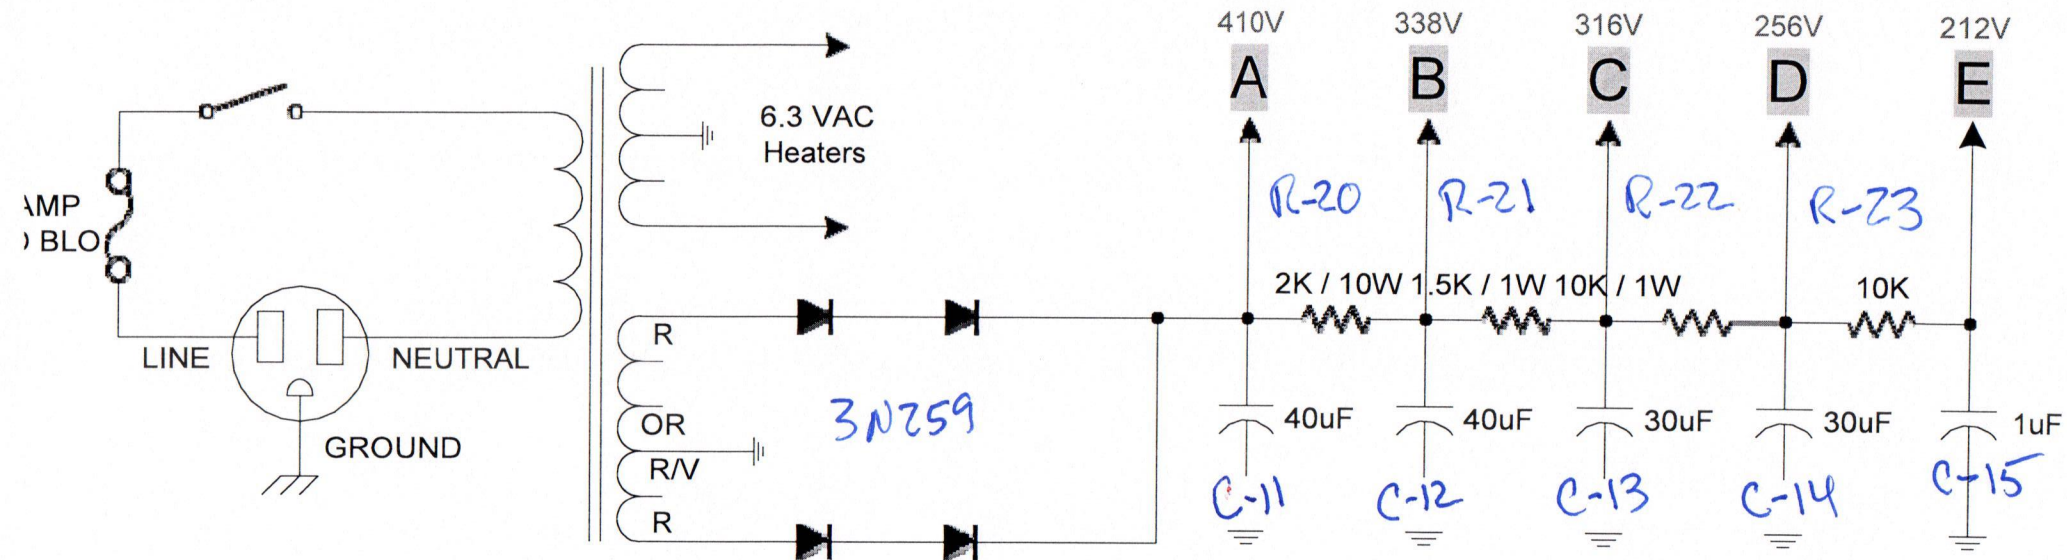 410V 338V 316V 256V 212V
A B C D E
6.3 VAC
Heaters
AMP
BLO
R-20 R-21 R-22 R-23
2K / 10W 1.5K / 1W 10K / 1W 10K
LINE NEUTRAL
GROUND
R
OR
R/V
R
3N259
40uF 40uF 30uF 30uF 1uF
C-11 C-12 C-13 C-14 C-15